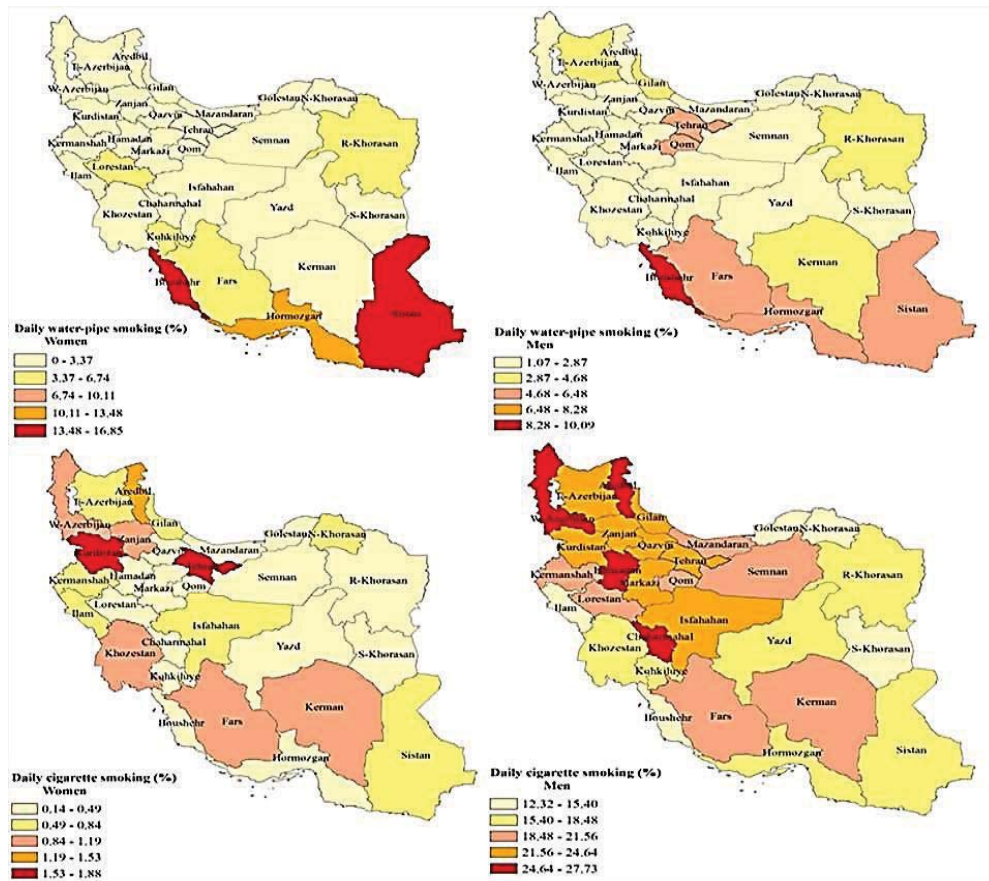 Aredbil
E-Azerbijan
W-Azerbijan
Gilan
Zanjan
Golestan
N-Khorasan
Kurdistan
Qazvin
Mazandaran
Tehran
Kermanshah
Hamadan
Semnan
R-Khorasan
Markazi
Qom
Lorestan
Ilam
Isfahahan
Chaharmahal
Khozestan
Yazd
S-Khorasan
Kuhkiluye
Kerman
Boushehr
Fars
Hormozgan
Sistan
Daily water-pipe smoking (%)
Women
0 - 3.37
3.37 - 6.74
6.74 - 10.11
10.11 - 13.48
13.48 - 16.85
Aredbil
E-Azerbijan
W-Azerbijan
Gilan
Zanjan
Golestan
N-Khorasan
Kurdistan
Qazvin
Mazandaran
Tehran
Kermanshah
Hamadan
Semnan
R-Khorasan
Markazi
Qom
Lorestan
Ilam
Isfahahan
Chaharmahal
Khozestan
Yazd
S-Khorasan
Kuhkiluye
Kerman
Boushehr
Fars
Hormozgan
Sistan
Daily water-pipe smoking (%)
Men
1.07 - 2.87
2.87 - 4.68
4.68 - 6.48
6.48 - 8.28
8.28 - 10.09
Aredbil
E-Azerbijan
W-Azerbijan
Gilan
Zanjan
Golestan
N-Khorasan
Kurdistan
Qazvin
Mazandaran
Tehran
Kermanshah
Hamadan
Semnan
R-Khorasan
Markazi
Qom
Lorestan
Ilam
Isfahahan
Chaharmahal
Khozestan
Yazd
S-Khorasan
Kuhkiluye
Kerman
Boushehr
Fars
Hormozgan
Sistan
Daily cigarette smoking (%)
Women
0.14 - 0.49
0.49 - 0.84
0.84 - 1.19
1.19 - 1.53
1.53 - 1.88
Aredbil
E-Azerbijan
W-Azerbijan
Gilan
Zanjan
Golestan
N-Khorasan
Kurdistan
Qazvin
Mazandaran
Tehran
Kermanshah
Hamadan
Semnan
R-Khorasan
Markazi
Qom
Lorestan
Ilam
Isfahahan
Chaharmahal
Khozestan
Yazd
S-Khorasan
Kuhkiluye
Kerman
Boushehr
Fars
Hormozgan
Sistan
Daily cigarette smoking (%)
Men
12.32 - 15.40
15.40 - 18.48
18.48 - 21.56
21.56 - 24.64
24.64 - 27.73